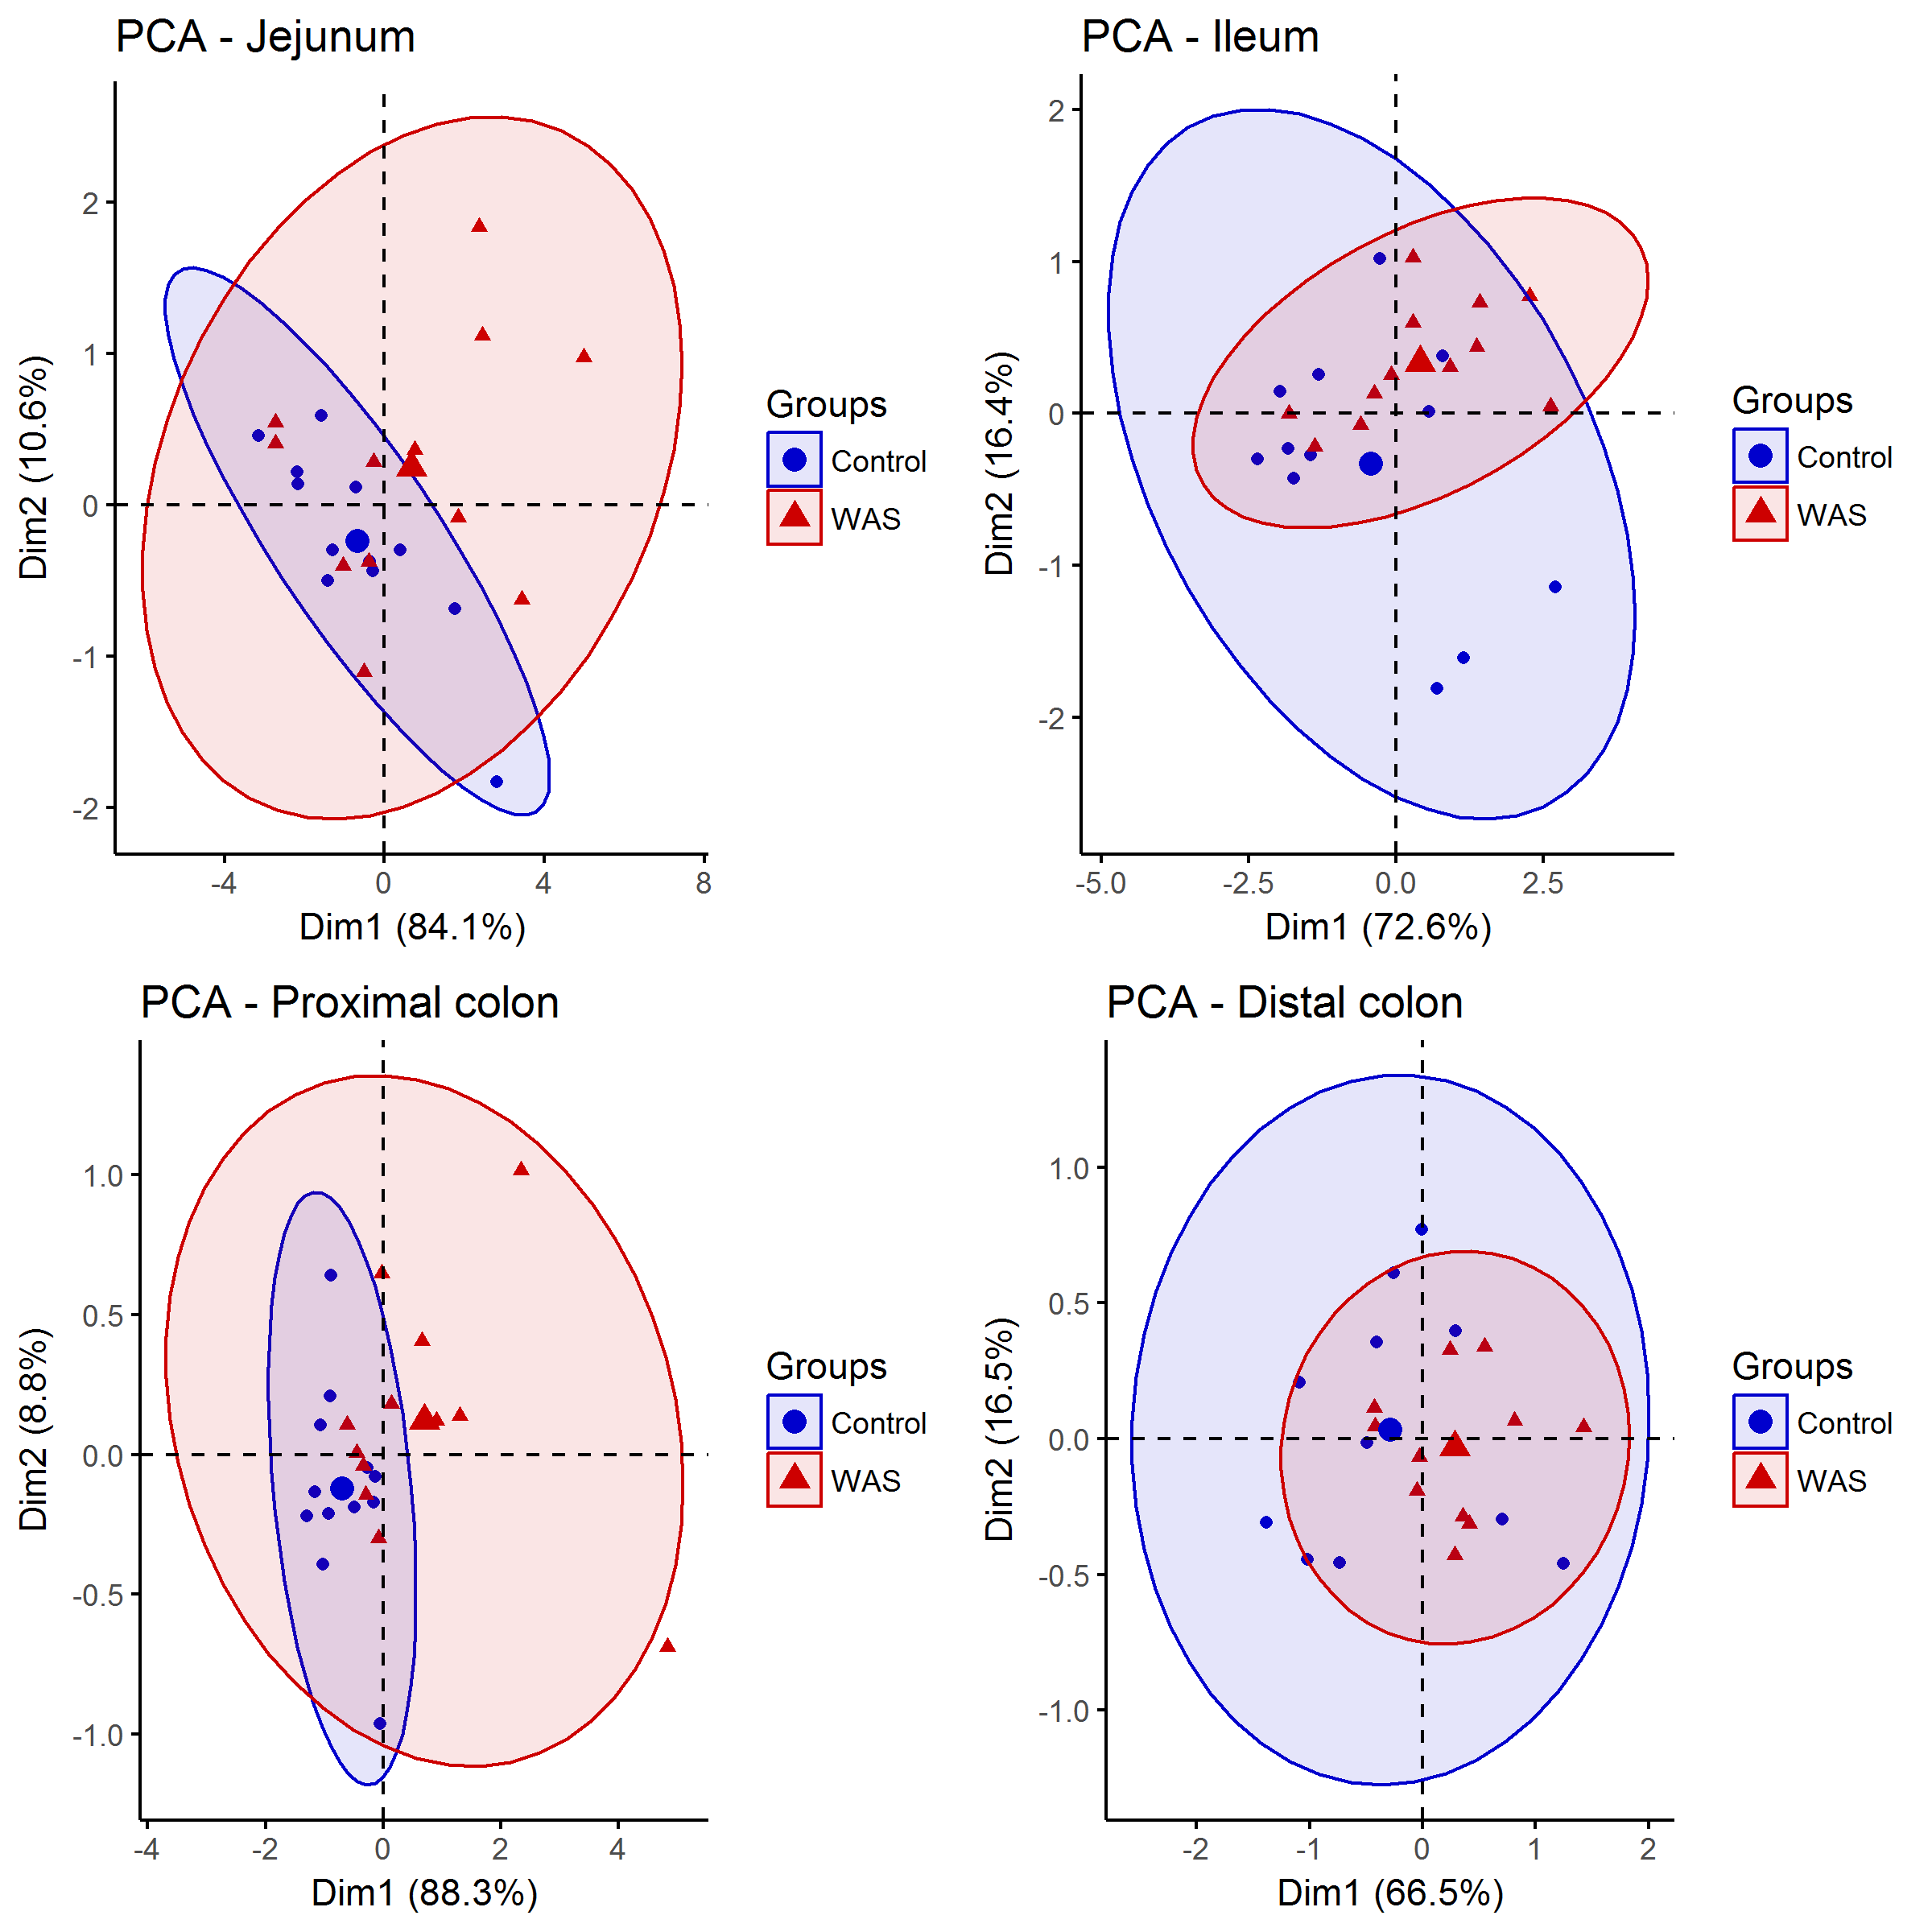 PCA - Jejunum
2
1
0
-1
-2
-4
0
4
8
Dim1 (84.1%)
Dim2 (10.6%)
Groups
Control
WAS
PCA - Ileum
2
1
0
-1
-2
-5.0
-2.5
0.0
2.5
Dim1 (72.6%)
Dim2 (16.4%)
Groups
Control
WAS
PCA - Proximal colon
1.0
0.5
0.0
-0.5
-1.0
-4
-2
0
2
4
Dim1 (88.3%)
Dim2 (8.8%)
Groups
Control
WAS
PCA - Distal colon
1.0
0.5
0.0
-0.5
-1.0
-2
-1
0
1
2
Dim1 (66.5%)
Dim2 (16.5%)
Groups
Control
WAS